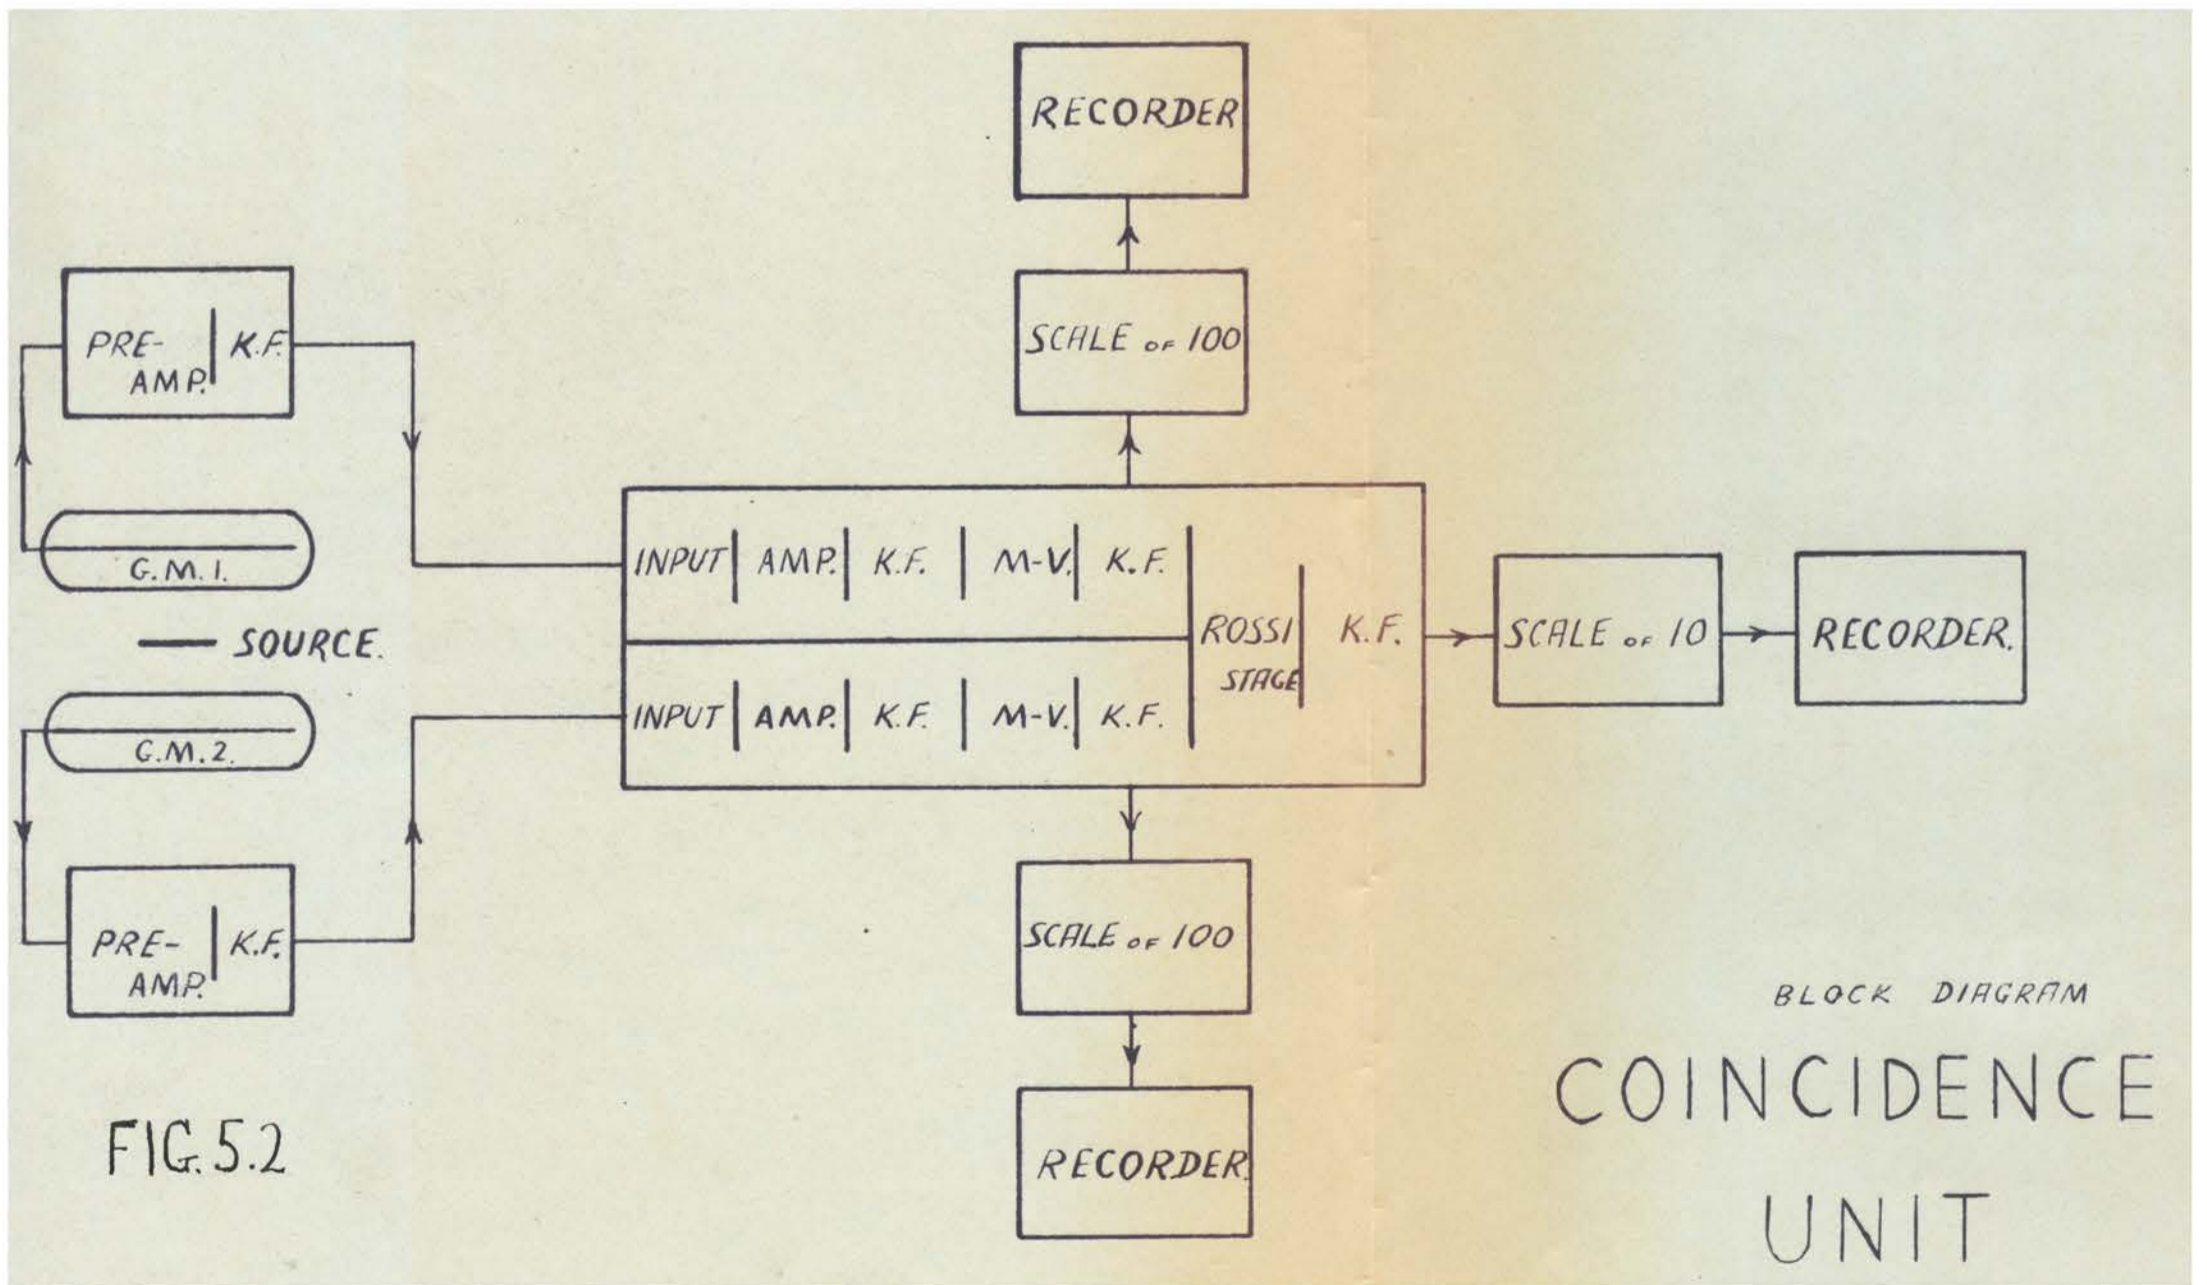 RECORDER
SCALE OF 100
PRE-
AMP.
K.F.
G.M.1.
SOURCE.
G.M.2.
PRE-
AMP.
K.F.
INPUT AMP. K.F. M-V. K.F.
INPUT AMP. K.F. M-V. K.F.
ROSSI
STAGE
K.F.
SCALE OF 10
RECORDER.
SCALE OF 100
RECORDER.
FIG. 5.2
BLOCK DIAGRAM
COINCIDENCE
UNIT